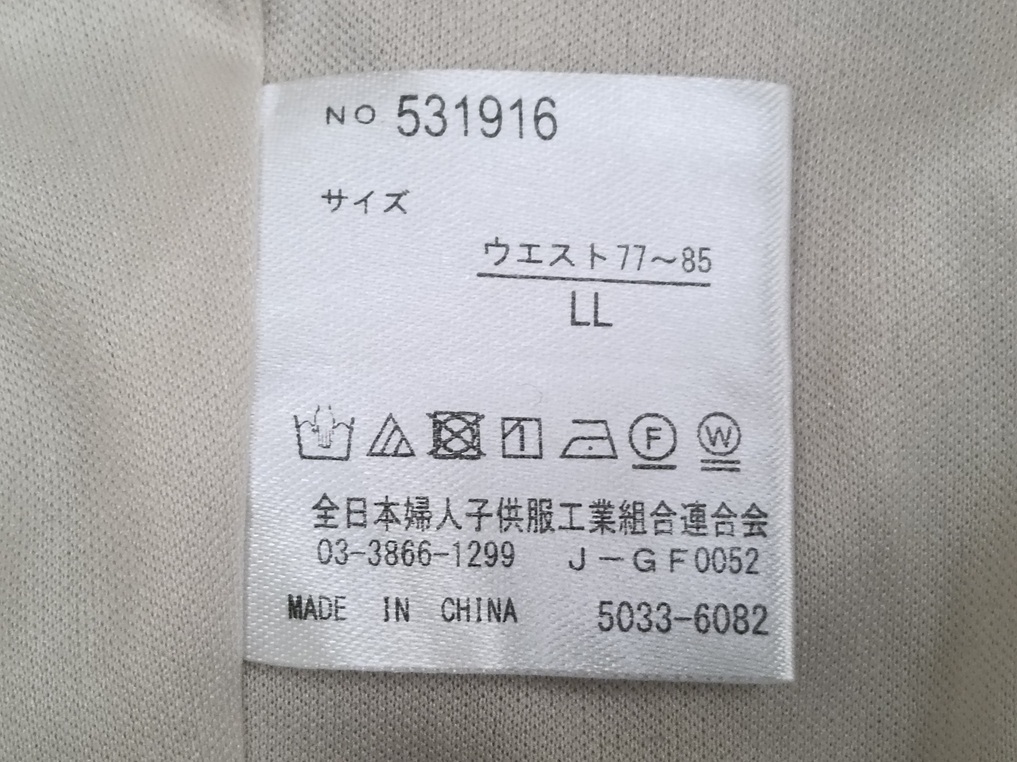 NO 531916
サイズ
ウエスト77～85
LL
F W
全日本婦人子供服工業組合連合会
03-3866-1299 J－GF0052
MADE IN CHINA 5033-6082